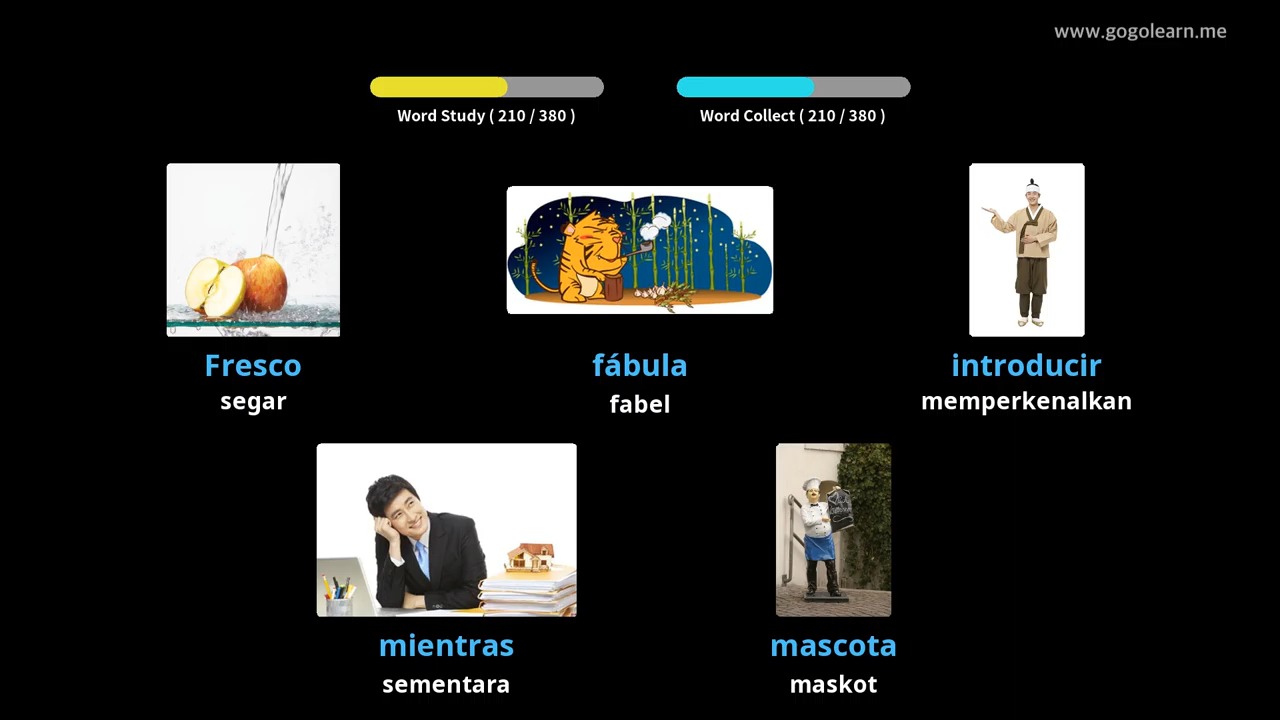 www.gogolearn.me
Word Study ( 210 / 380 )
Word Collect ( 210 / 380 )
Fresco
segar
fábula
fabel
introducir
memperkenalkan
mientras
sementara
mascota
maskot